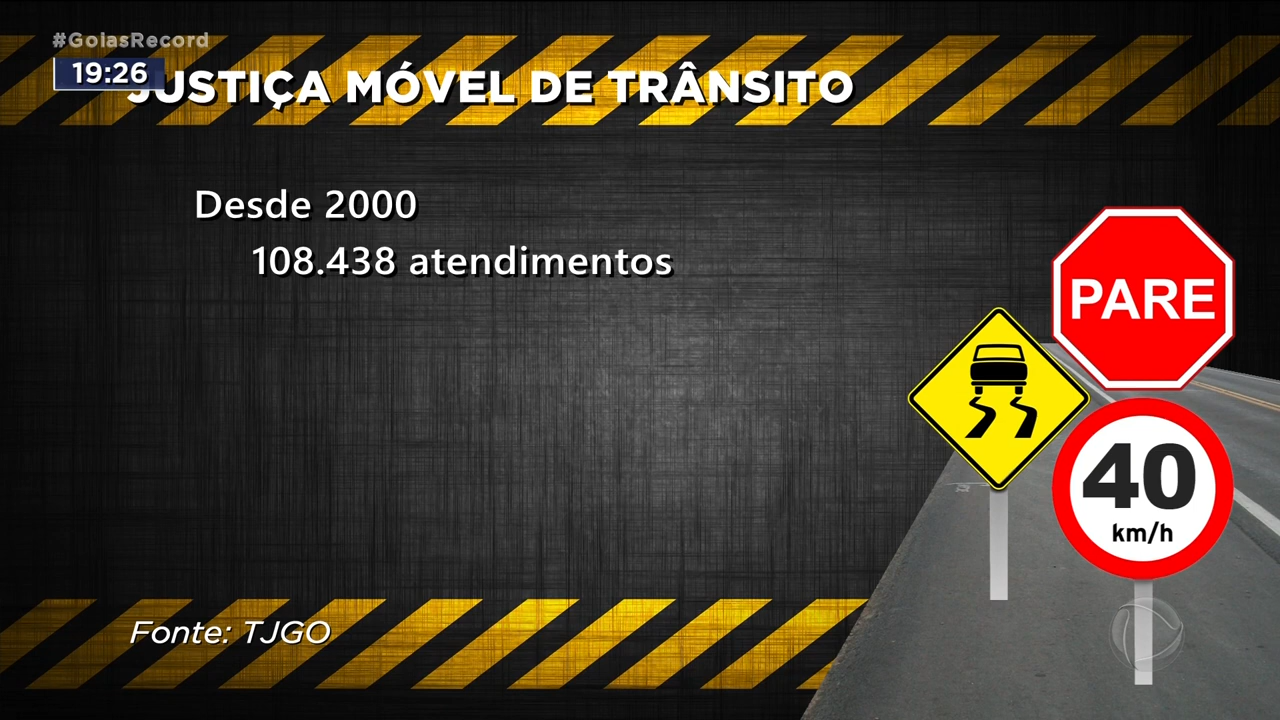 #GoiasRecord
19:26
JUSTIÇA MÓVEL DE TRÂNSITO
Desde 2000
108.438 atendimentos
PARE
40
km/h
Fonte: TJGO